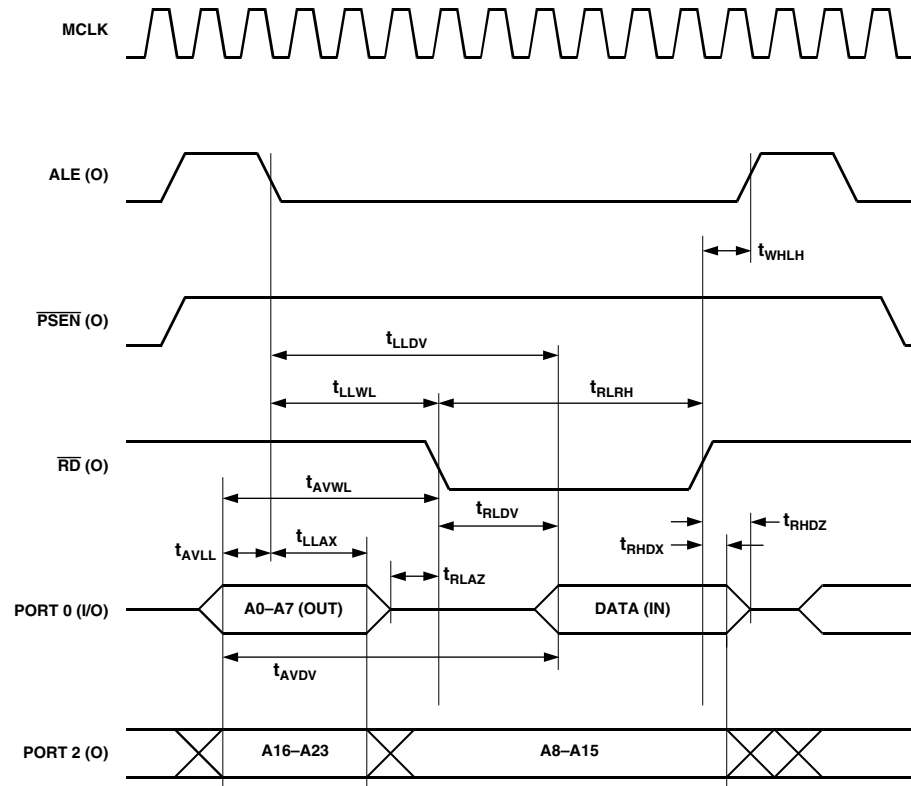 MCLK
ALE (O)
tWHLH
PSEN (O)
tLLDV
tLLWL
tRLRH
RD (O)
tAVWL
tRLDV
tRHDZ
tAVLL
tLLAX
tRHDX
tRLAZ
PORT 0 (I/O)
A0–A7 (OUT)
DATA (IN)
tAVDV
PORT 2 (O)
A16–A23
A8–A15